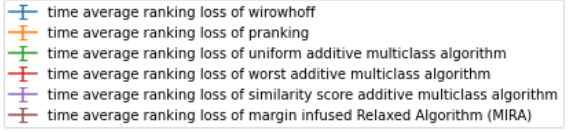 time average ranking loss of wirowhoff
time average ranking loss of pranking
time average ranking loss of uniform additive multiclass algorithm
time average ranking loss of worst additive multiclass algorithm
time average ranking loss of similarity score additive multiclass algorithm
time average ranking loss of margin infused Relaxed Algorithm (MIRA)